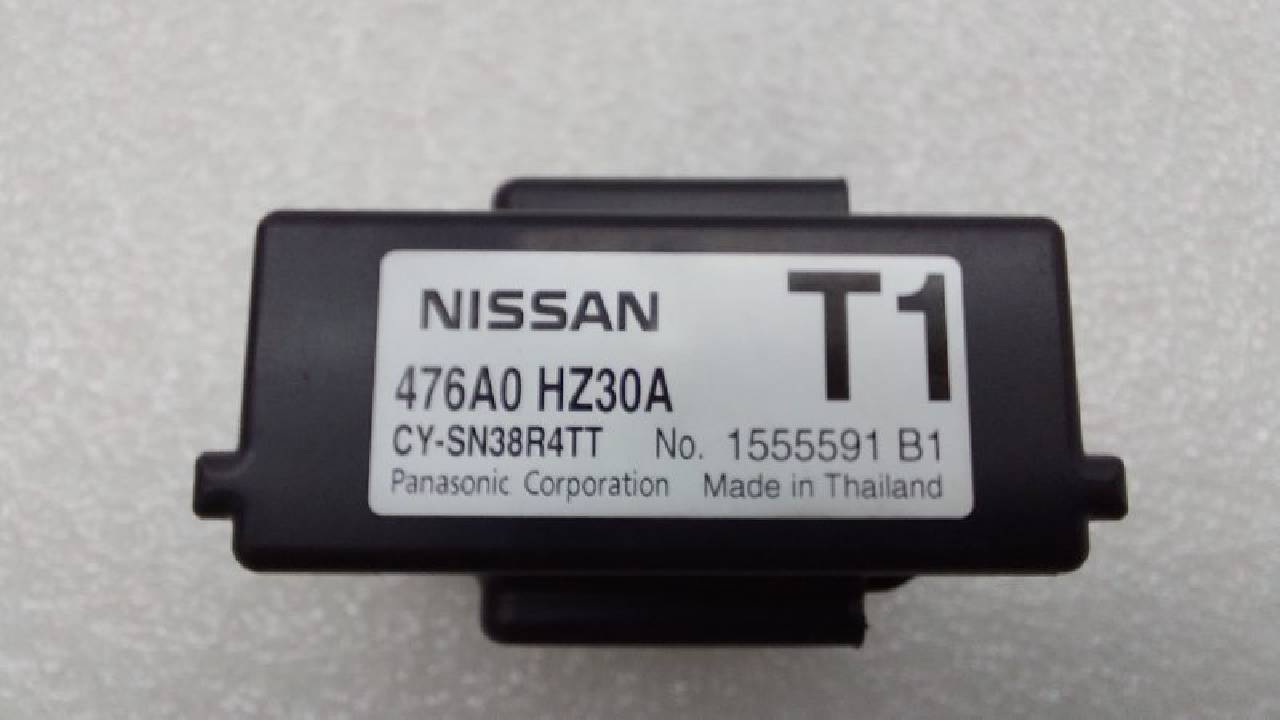 NISSAN T1
476A0 HZ30A
CY-SN38R4TT No. 1555591 B1
Panasonic Corporation Made in Thailand